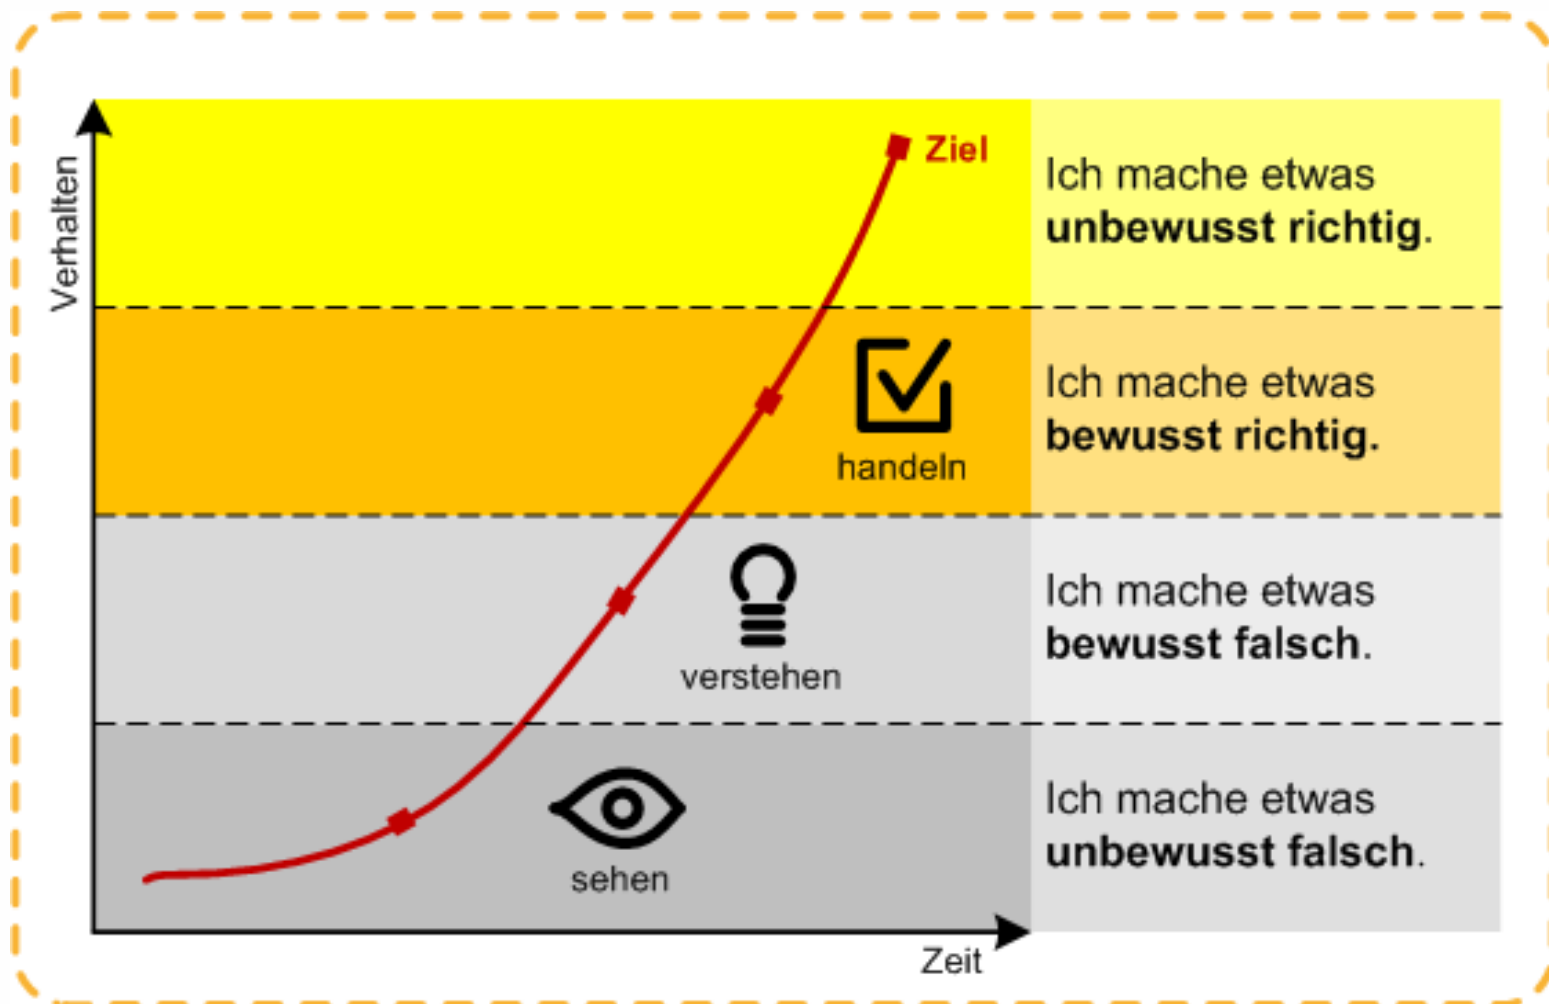 Verhalten
Ziel
Ich mache etwas
unbewusst richtig.
handeln
Ich mache etwas
bewusst richtig.
verstehen
Ich mache etwas
bewusst falsch.
sehen
Ich mache etwas
unbewusst falsch.
Zeit